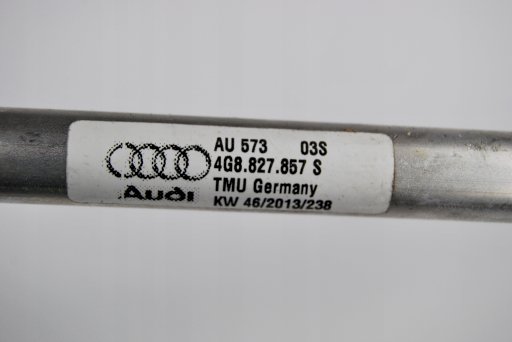 AU 573 03S
4G8.827.857 S
TMU Germany
Audi KW 46/2013/238